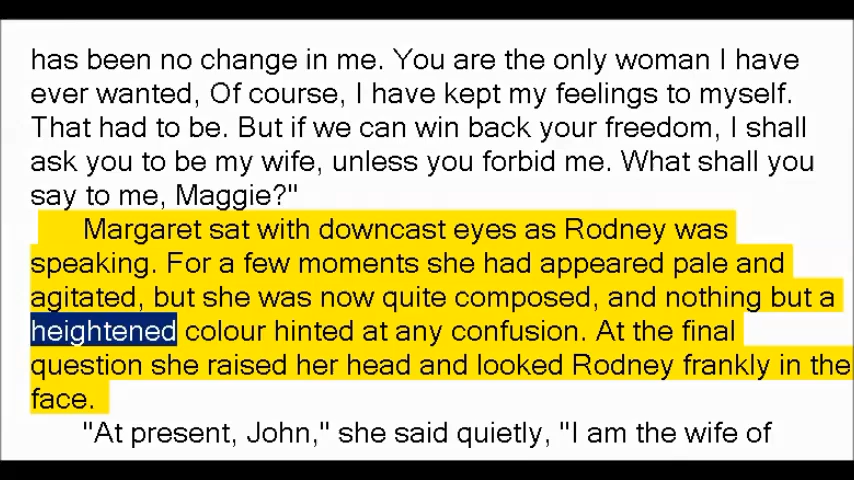 has been no change in me. You are the only woman I have
ever wanted, Of course, I have kept my feelings to myself.
That had to be. But if we can win back your freedom, I shall
ask you to be my wife, unless you forbid me. What shall you
say to me, Maggie?"
Margaret sat with downcast eyes as Rodney was
speaking. For a few moments she had appeared pale and
agitated, but she was now quite composed, and nothing but a
heightened colour hinted at any confusion. At the final
question she raised her head and looked Rodney frankly in the
face.
"At present, John," she said quietly, "I am the wife of